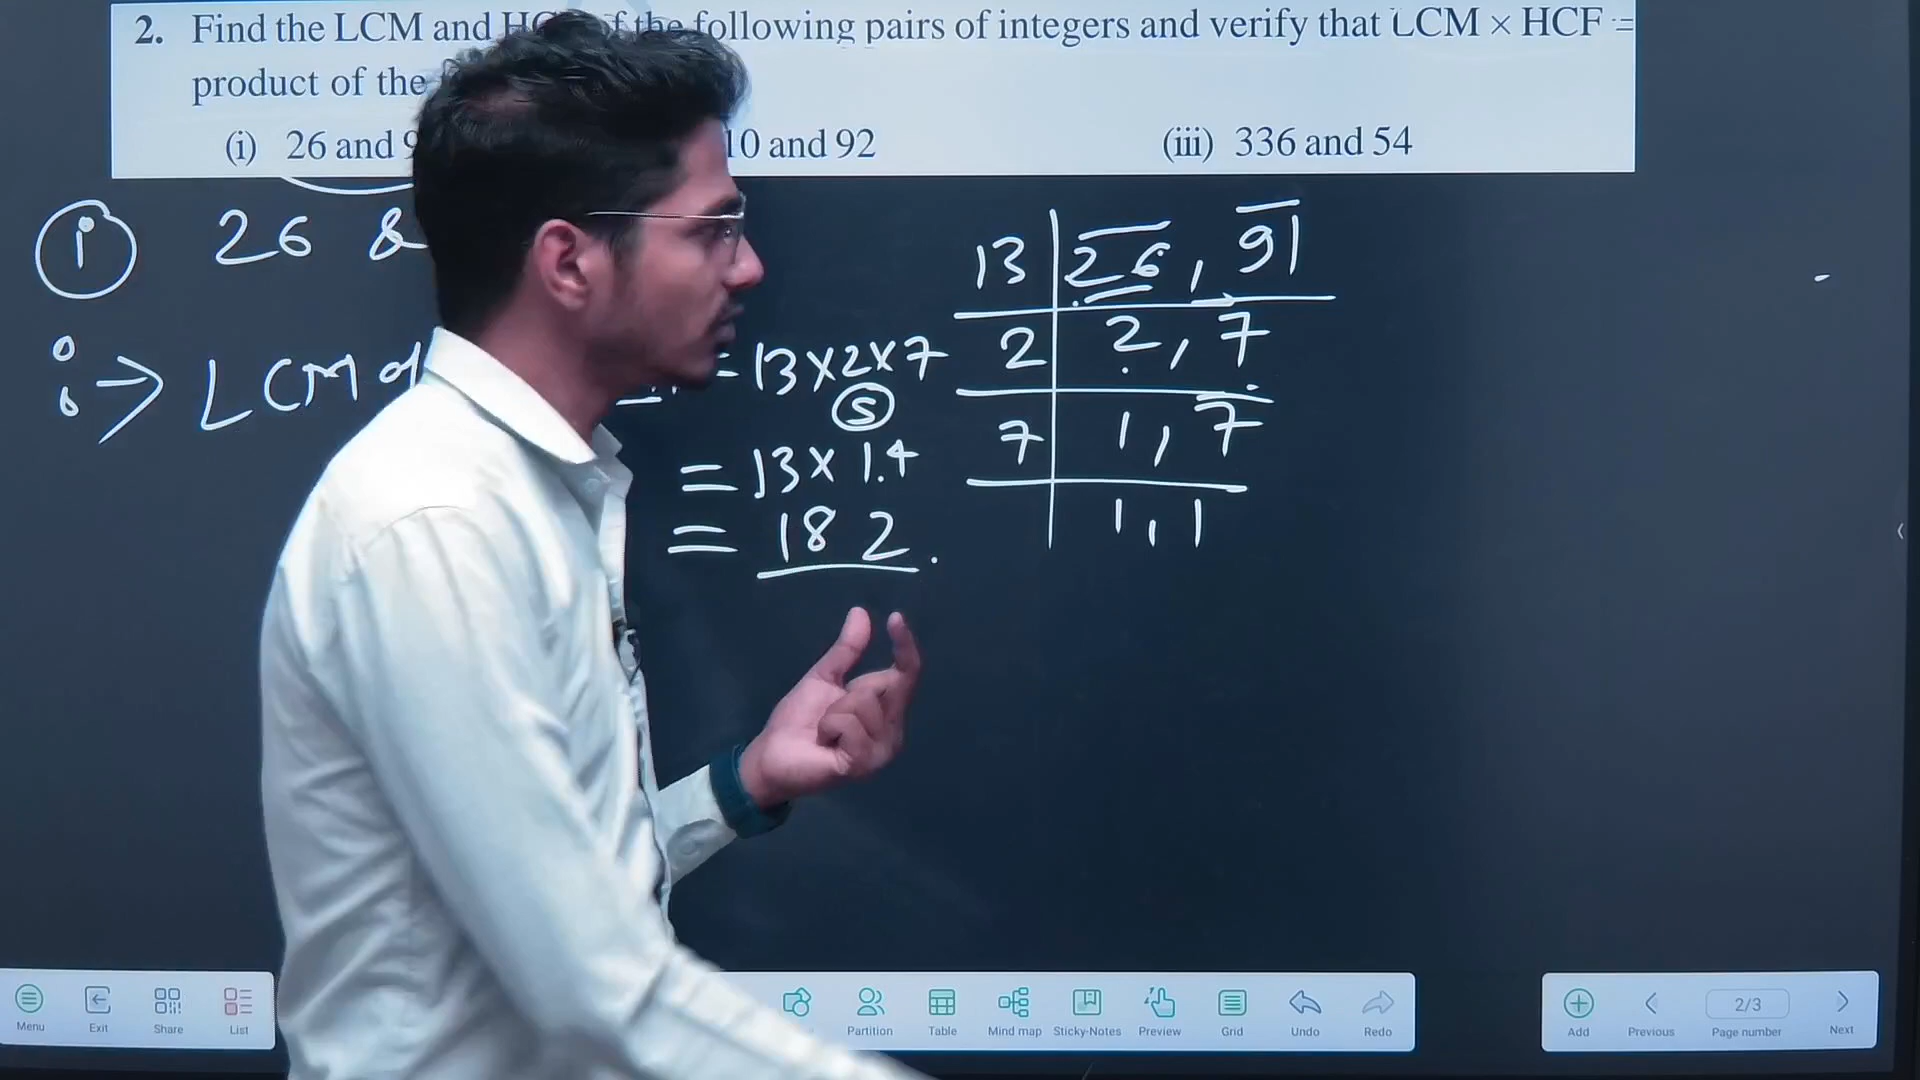 2. Find the LCM and HCF of the following pairs of integers and verify that LCM × HCF =
product of the
(i) 26 and 9 10 and 92 (iii) 336 and 54
i 26 &
LCM of = 13 × 2 × 7
5
= 13 × 14
= 182.
13 26, 91
2 2, 7
7 1, 7
1, 1
Menu Exit Share List Partition Table Mind map Sticky-Notes Preview Grid Undo Redo Add Previous 2/3 Page number Next